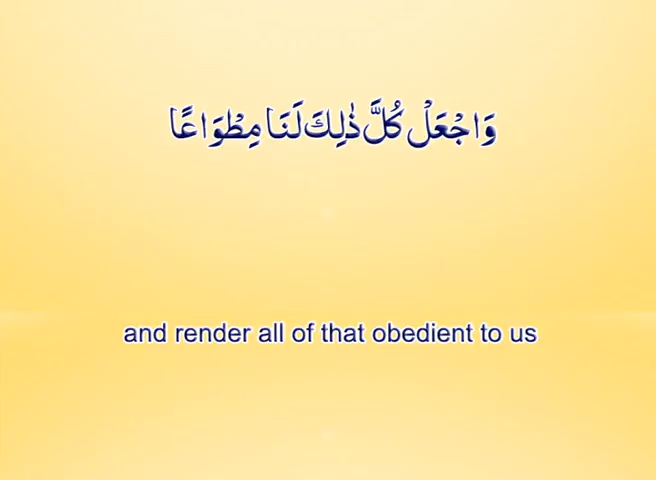 وَاجْعَلْ كُلَّ ذٰلِكَ لَنَا مِطْوَاعًا
and render all of that obedient to us